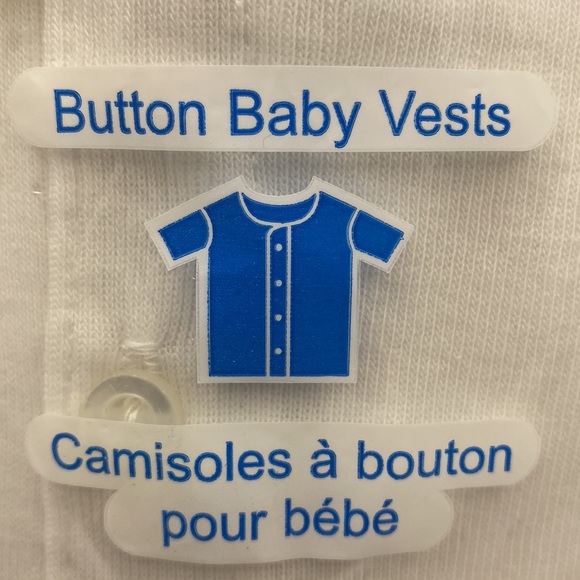 Button Baby Vests
Camisoles à bouton
pour bébé